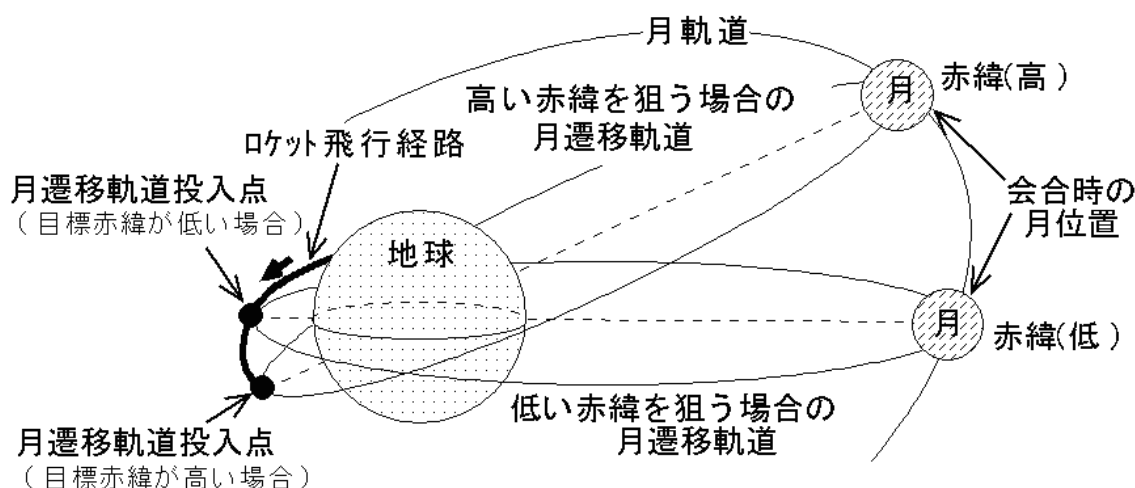 月軌道
月
赤緯(高)
高い赤緯を狙う場合の
月遷移軌道
ロケット飛行経路
月遷移軌道投入点
(目標赤緯が低い場合)
会合時の
月位置
地球
月
赤緯(低)
低い赤緯を狙う場合の
月遷移軌道
月遷移軌道投入点
(目標赤緯が高い場合)